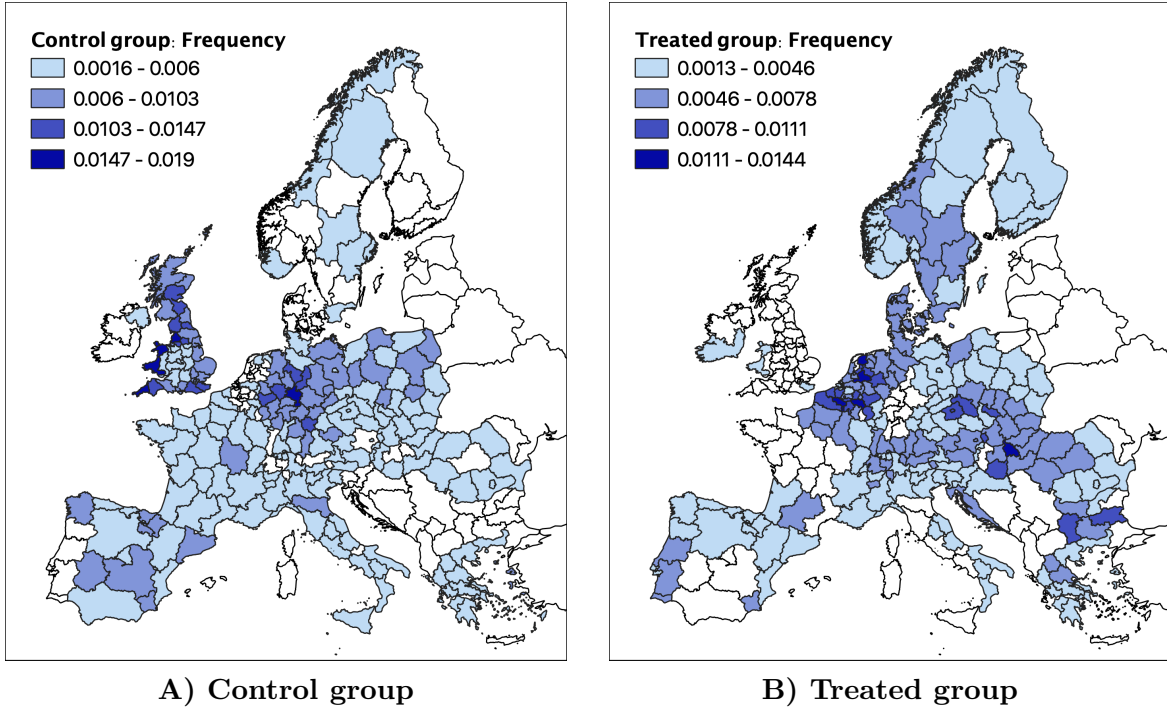 Control group: Frequency
0.0016 - 0.006
0.006 - 0.0103
0.0103 - 0.0147
0.0147 - 0.019
Treated group: Frequency
0.0013 - 0.0046
0.0046 - 0.0078
0.0078 - 0.0111
0.0111 - 0.0144
A) Control group
B) Treated group